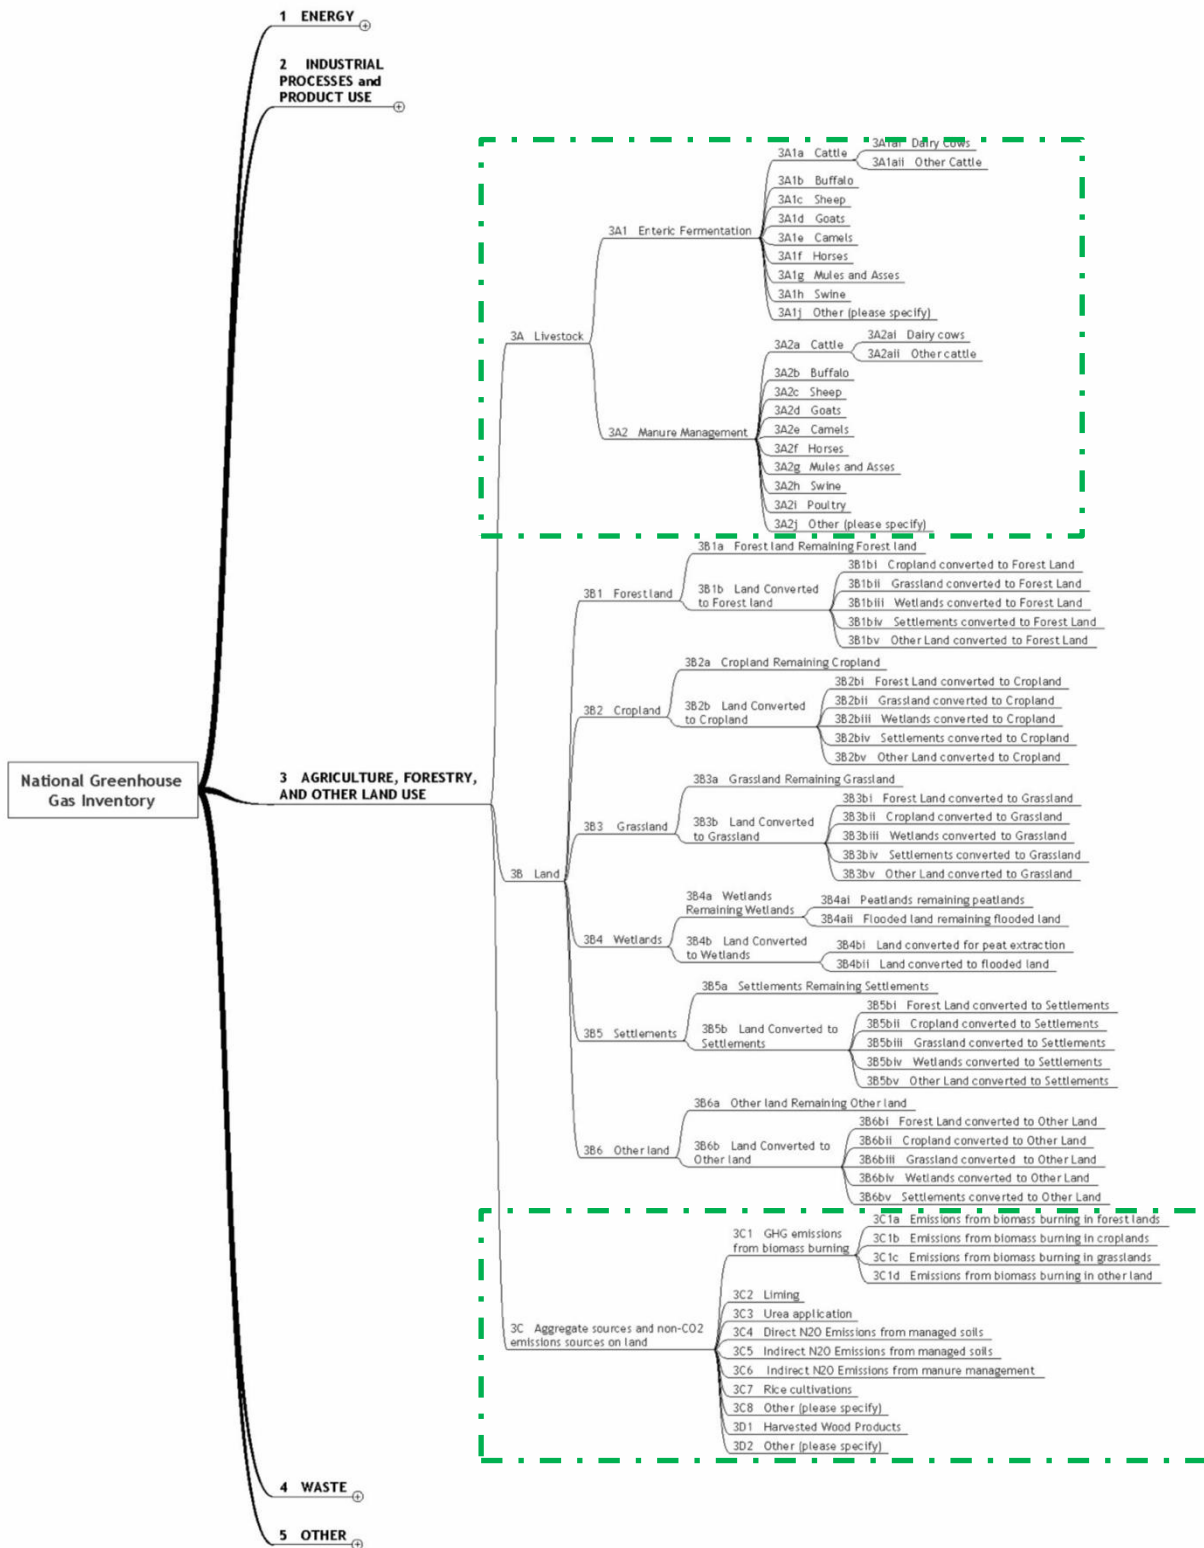 1 ENERGY
2 INDUSTRIAL
PROCESSES and
PRODUCT USE
3A1ai Dairy Cows
3A1a Cattle
3A1aii Other Cattle
3A1b Buffalo
3A1c Sheep
3A1d Goats
3A1 Enteric Fermentation
3A1e Camels
3A1f Horses
3A1g Mules and Asses
3A1h Swine
3A1j Other (please specify)
3A Livestock
3A2ai Dairy cows
3A2a Cattle
3A2aii Other cattle
3A2b Buffalo
3A2c Sheep
3A2d Goats
3A2 Manure Management
3A2e Camels
3A2f Horses
3A2g Mules and Asses
3A2h Swine
3A2i Poultry
3A2j Other (please specify)
3B1a Forest land Remaining Forest land
3B1 Forest land
3B1b Land Converted
to Forest land
3B1bi Cropland converted to Forest Land
3B1bii Grassland converted to Forest Land
3B1biii Wetlands converted to Forest Land
3B1biv Settlements converted to Forest Land
3B1bv Other Land converted to Forest Land
3B2a Cropland Remaining Cropland
3B2 Cropland
3B2b Land Converted
to Cropland
3B2bi Forest Land converted to Cropland
3B2bii Grassland converted to Cropland
3B2biii Wetlands converted to Cropland
3B2biv Settlements converted to Cropland
3B2bv Other Land converted to Cropland
National Greenhouse
Gas Inventory
3 AGRICULTURE, FORESTRY,
AND OTHER LAND USE
3B3a Grassland Remaining Grassland
3B3 Grassland
3B3b Land Converted
to Grassland
3B3bi Forest Land converted to Grassland
3B3bii Cropland converted to Grassland
3B3biii Wetlands converted to Grassland
3B3biv Settlements converted to Grassland
3B3bv Other Land converted to Grassland
3B Land
3B4a Wetlands
Remaining Wetlands
3B4ai Peatlands remaining peatlands
3B4aii Flooded land remaining flooded land
3B4 Wetlands
3B4b Land Converted
to Wetlands
3B4bi Land converted for peat extraction
3B4bii Land converted to flooded land
3B5a Settlements Remaining Settlements
3B5 Settlements
3B5b Land Converted to
Settlements
3B5bi Forest Land converted to Settlements
3B5bii Cropland converted to Settlements
3B5biii Grassland converted to Settlements
3B5biv Wetlands converted to Settlements
3B5bv Other Land converted to Settlements
3B6a Other land Remaining Other land
3B6 Other land
3B6b Land Converted to
Other land
3B6bi Forest Land converted to Other Land
3B6bii Cropland converted to Other Land
3B6biii Grassland converted to Other Land
3B6biv Wetlands converted to Other Land
3B6bv Settlements converted to Other Land
3C1 GHG emissions
from biomass burning
3C1a Emissions from biomass burning in forest lands
3C1b Emissions from biomass burning in croplands
3C1c Emissions from biomass burning in grasslands
3C1d Emissions from biomass burning in other land
3C2 Liming
3C3 Urea application
3C Aggregate sources and non-CO2
emissions sources on land
3C4 Direct N2O Emissions from managed soils
3C5 Indirect N2O Emissions from managed soils
3C6 Indirect N2O Emissions from manure management
3C7 Rice cultivations
3C8 Other (please specify)
3D1 Harvested Wood Products
3D2 Other (please specify)
4 WASTE
5 OTHER